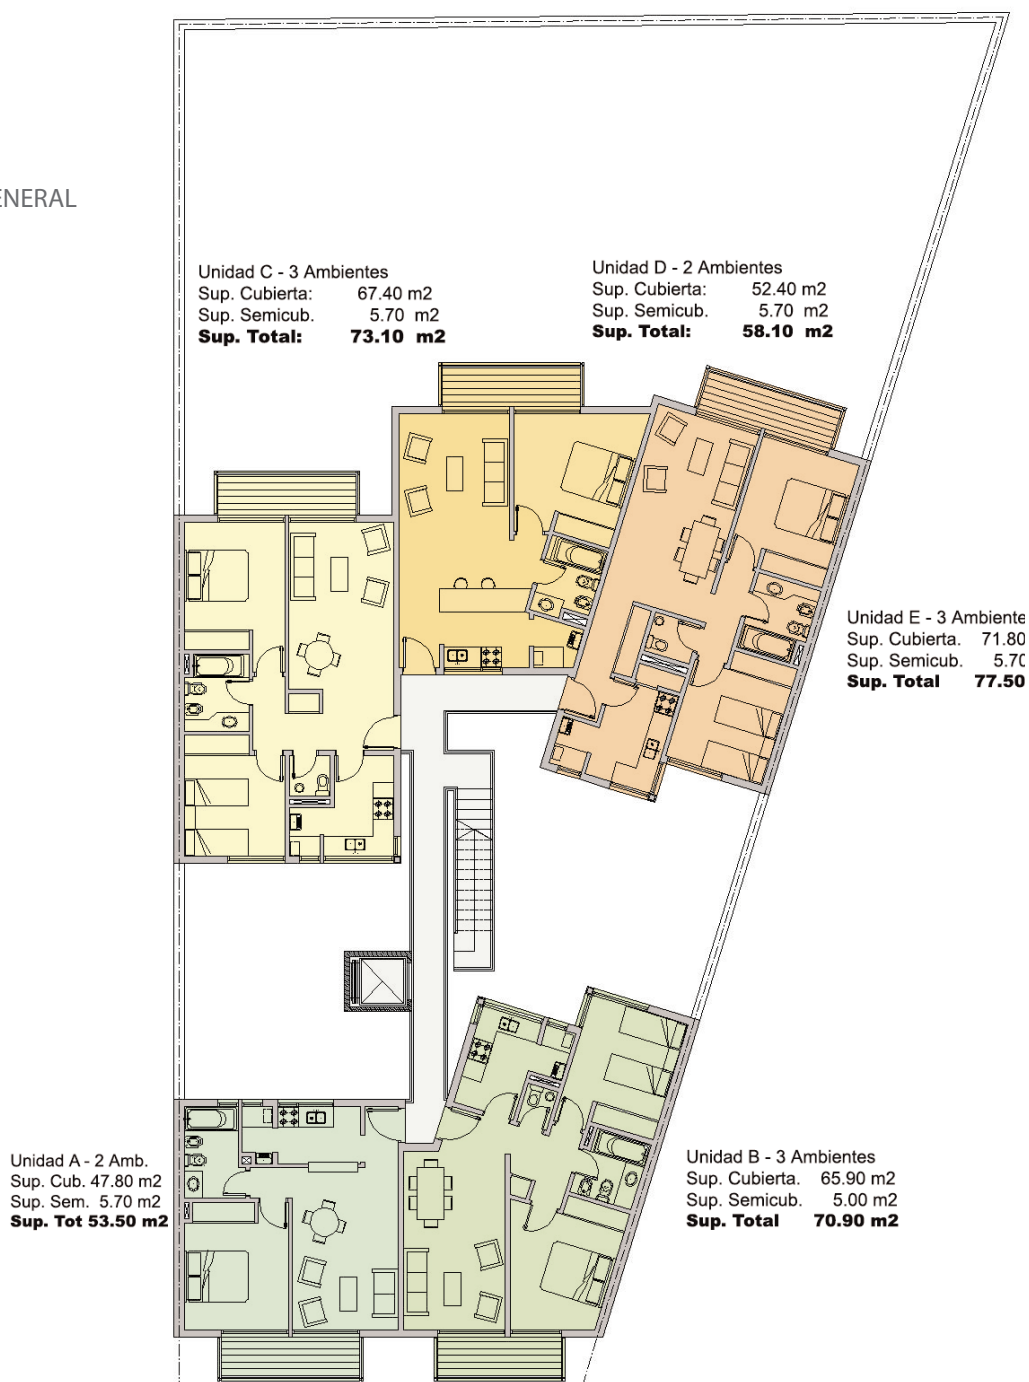 ENERAL
Unidad C - 3 Ambientes
Sup. Cubierta: 67.40 m2
Sup. Semicub. 5.70 m2
Sup. Total: 73.10 m2
Unidad D - 2 Ambientes
Sup. Cubierta: 52.40 m2
Sup. Semicub. 5.70 m2
Sup. Total: 58.10 m2
Unidad E - 3 Ambiente
Sup. Cubierta. 71.80
Sup. Semicub. 5.70
Sup. Total 77.50
Unidad A - 2 Amb.
Sup. Cub. 47.80 m2
Sup. Sem. 5.70 m2
Sup. Tot 53.50 m2
Unidad B - 3 Ambientes
Sup. Cubierta. 65.90 m2
Sup. Semicub. 5.00 m2
Sup. Total 70.90 m2